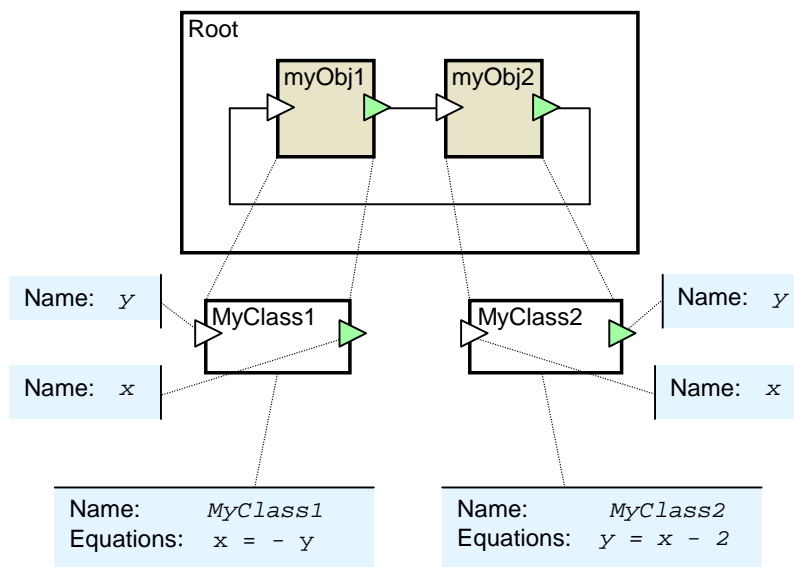 Root
myObj1 myObj2
Name: y
MyClass1
MyClass2
Name: y
Name: x
Name: x
Name: MyClass1
Equations: x = - y
Name: MyClass2
Equations: y = x - 2